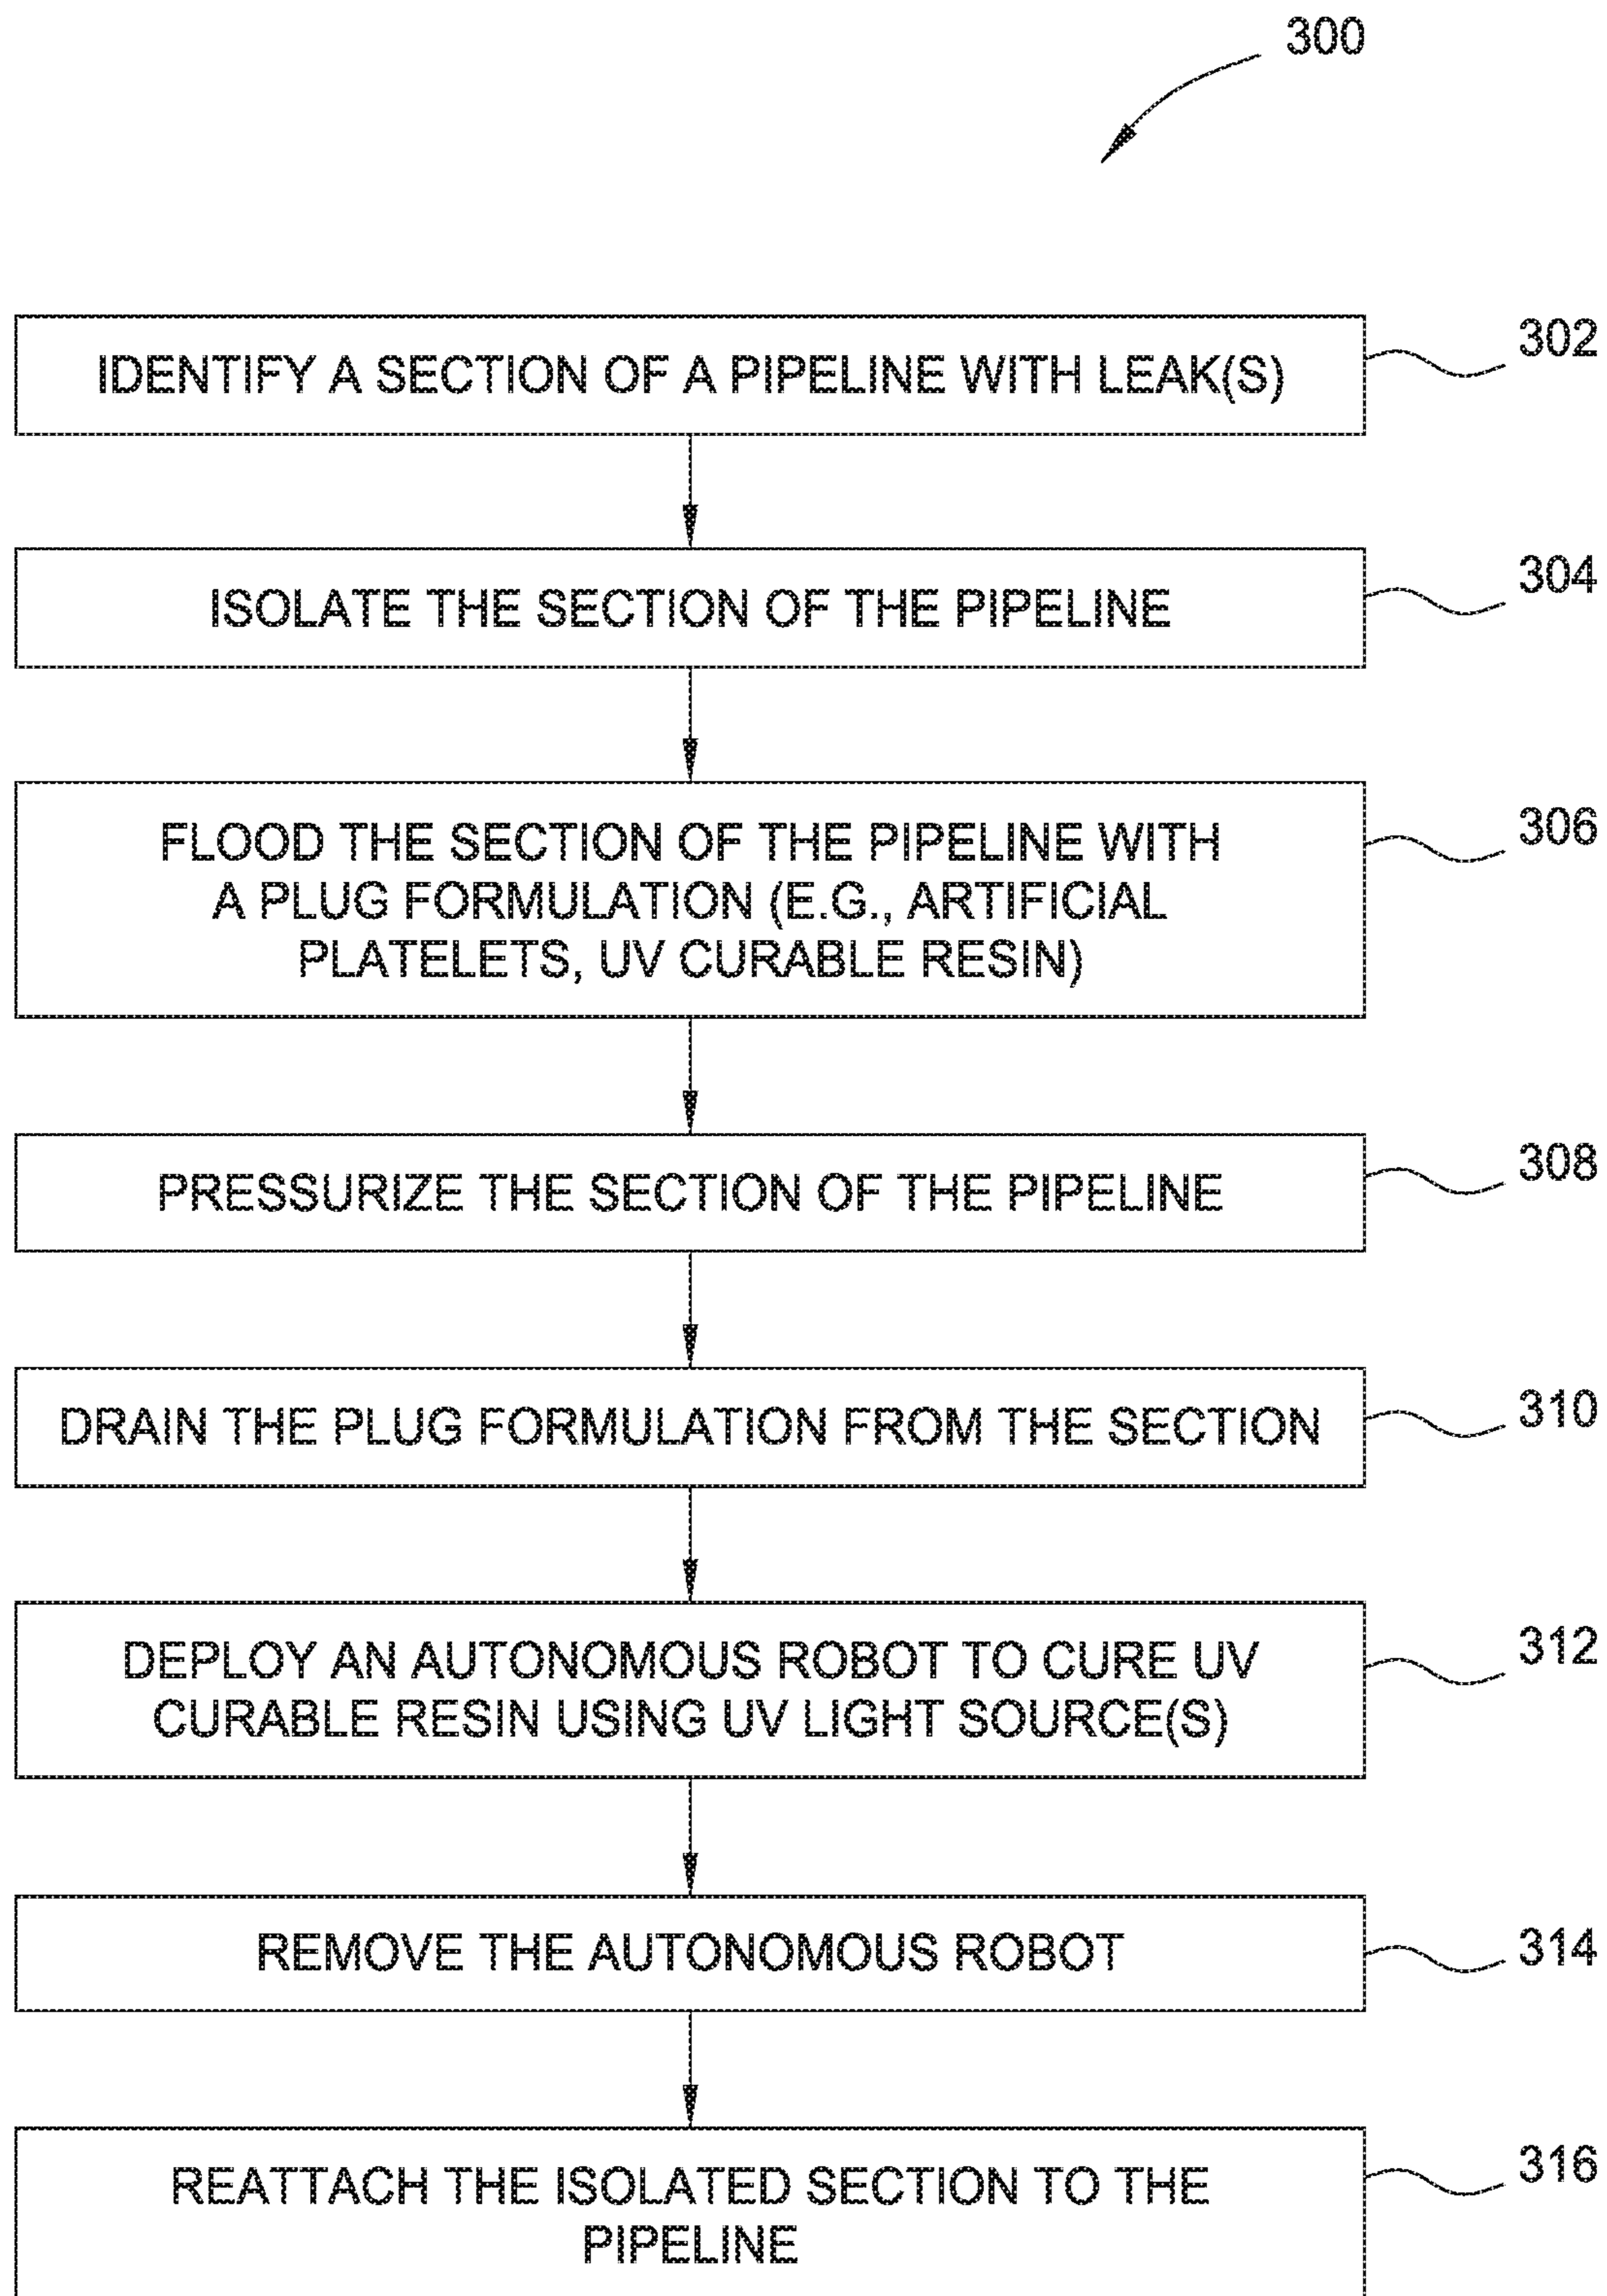 300
IDENTIFY A SECTION OF A PIPELINE WITH LEAK(S)
302
ISOLATE THE SECTION OF THE PIPELINE
304
FLOOD THE SECTION OF THE PIPELINE WITH
A PLUG FORMULATION (E.G., ARTIFICIAL
PLATELETS, UV CURABLE RESIN)
306
PRESSURIZE THE SECTION OF THE PIPELINE
308
DRAIN THE PLUG FORMULATION FROM THE SECTION
310
DEPLOY AN AUTONOMOUS ROBOT TO CURE UV
CURABLE RESIN USING UV LIGHT SOURCE(S)
312
REMOVE THE AUTONOMOUS ROBOT
314
REATTACH THE ISOLATED SECTION TO THE
PIPELINE
316